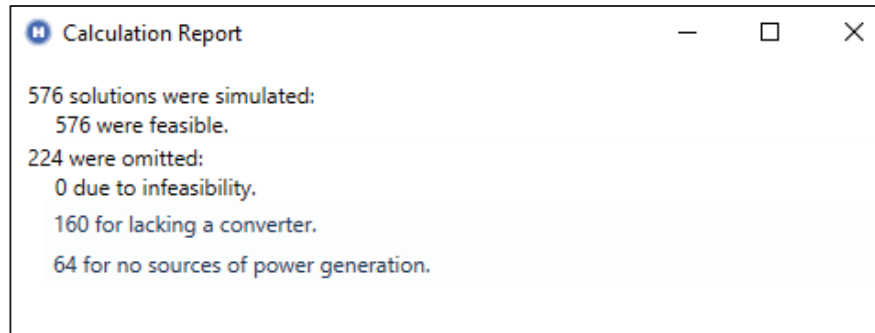 Calculation Report
576 solutions were simulated:
576 were feasible.
224 were omitted:
0 due to infeasibility.
160 for lacking a converter.
64 for no sources of power generation.